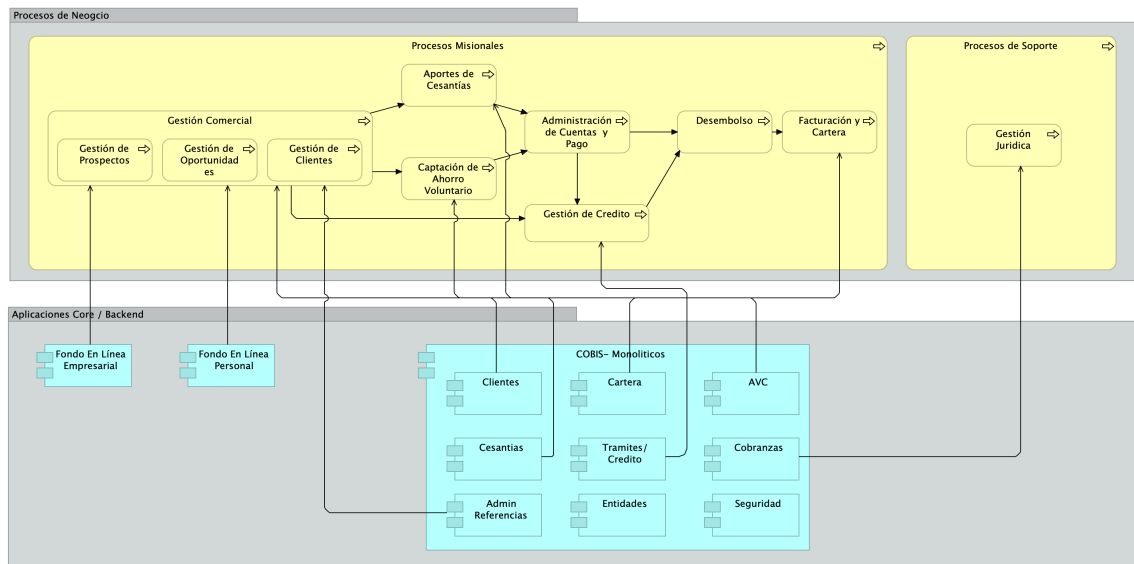 Procesos de Neogcio
Procesos Misionales
Procesos de Soporte
Aportes de
Cesantías
Gestión Comercial
Gestión de
Prospectos
Gestión de
Oportunidad
es
Gestión de
Clientes
Captación de
Ahorro
Voluntario
Administración
de Cuentas y
Pago
Desembolso
Facturación y
Cartera
Gestión
Juridica
Gestión de Credito
Aplicaciones Core / Backend
Fondo En Línea
Empresarial
Fondo En Línea
Personal
COBIS- Monoliticos
Clientes
Cartera
AVC
Cesantias
Tramites/
Credito
Cobranzas
Admin
Referencias
Entidades
Seguridad